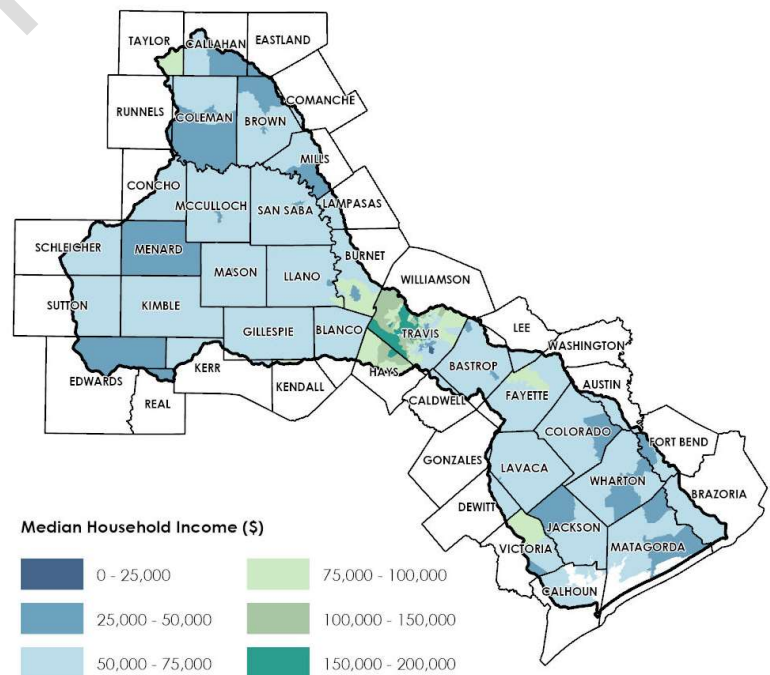 TAYLOR
CALLAHAN
EASTLAND
RUNNELS
COLEMAN
BROWN
COMANCHE
MILLS
CONCHO
MCCULLOCH
SAN SABA
LAMPASAS
SCHLEICHER
MENARD
BURNET
MASON
LLANO
WILLIAMSON
SUTTON
KIMBLE
GILLESPIE
BLANCO
TRAVIS
LEE
WASHINGTON
EDWARDS
REAL
KERR
KENDALL
HAYS
BASTROP
CALDWELL
FAYETTE
AUSTIN
COLORADO
FORT BEND
GONZALES
LAVACA
WHARTON
BRAZORIA
DEWITT
JACKSON
VICTORIA
MATAGORDA
CALHOUN
Median Household Income ($)
0 - 25,000
25,000 - 50,000
50,000 - 75,000
75,000 - 100,000
100,000 - 150,000
150,000 - 200,000